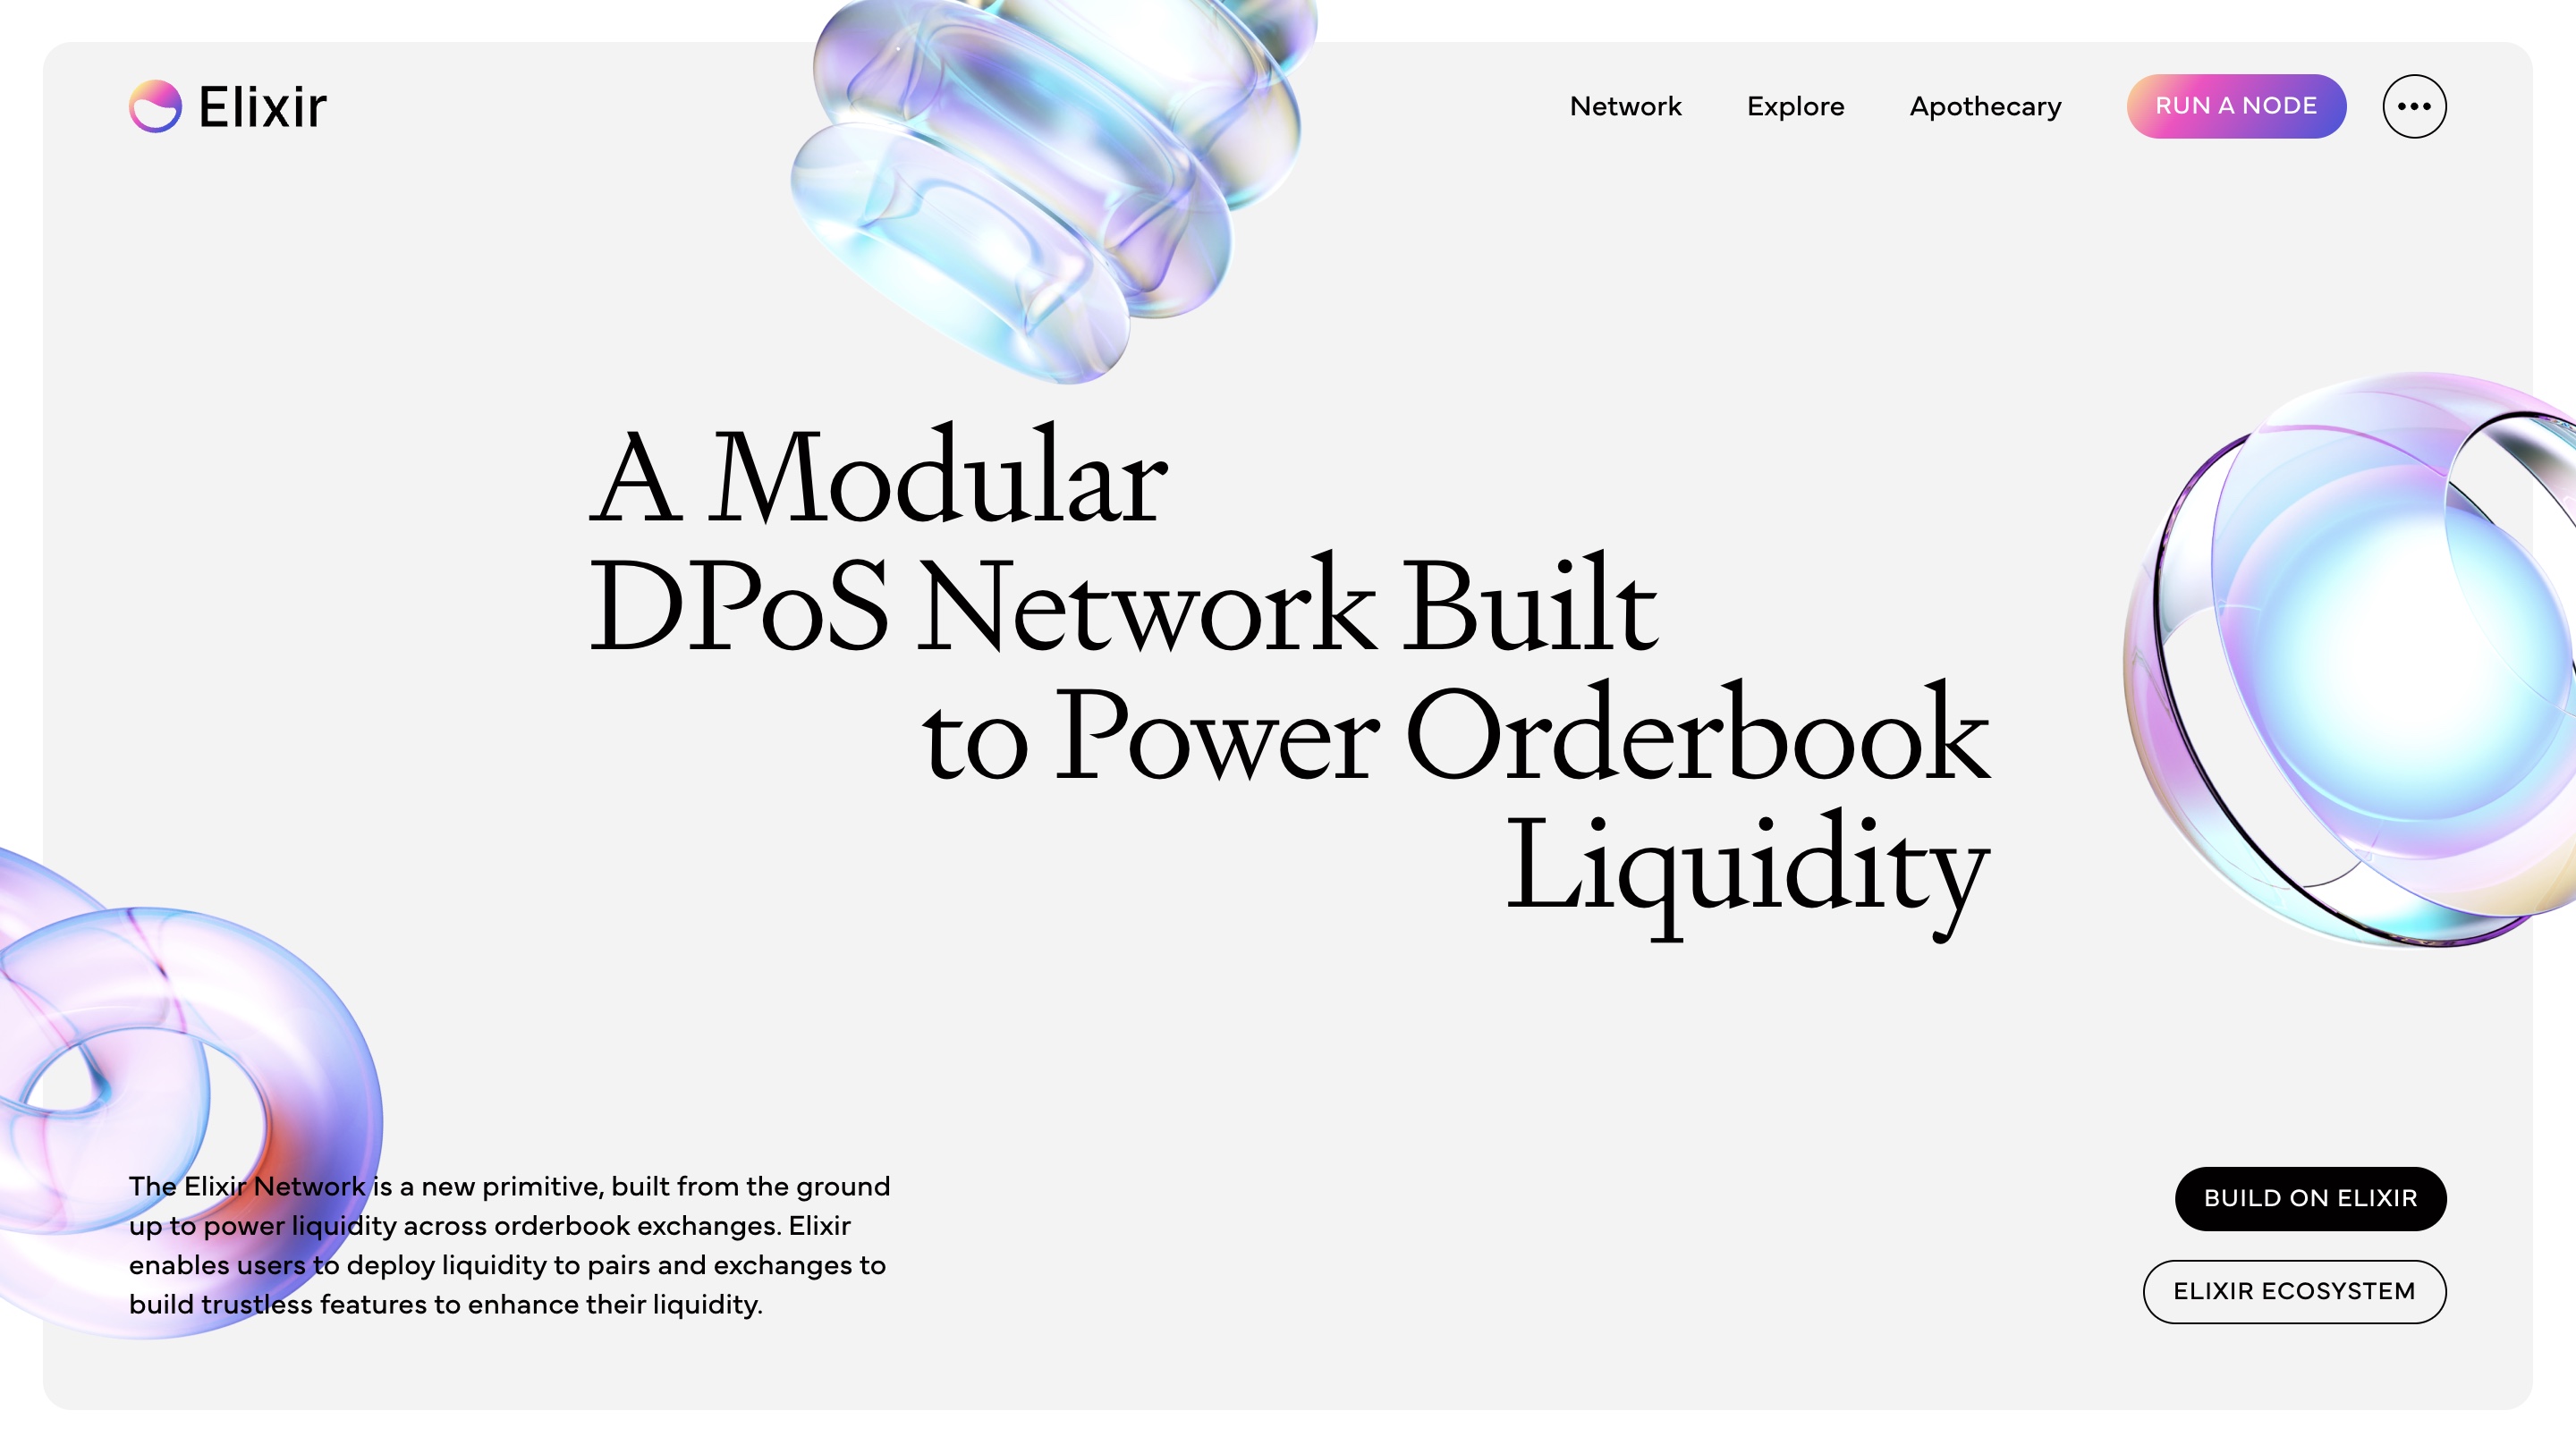 Elixir
Network
Explore
Apothecary
RUN A NODE
A Modular
DPoS Network Built
to Power Orderbook
Liquidity
The Elixir Network is a new primitive, built from the ground
up to power liquidity across orderbook exchanges. Elixir
enables users to deploy liquidity to pairs and exchanges to
build trustless features to enhance their liquidity.
BUILD ON ELIXIR
ELIXIR ECOSYSTEM